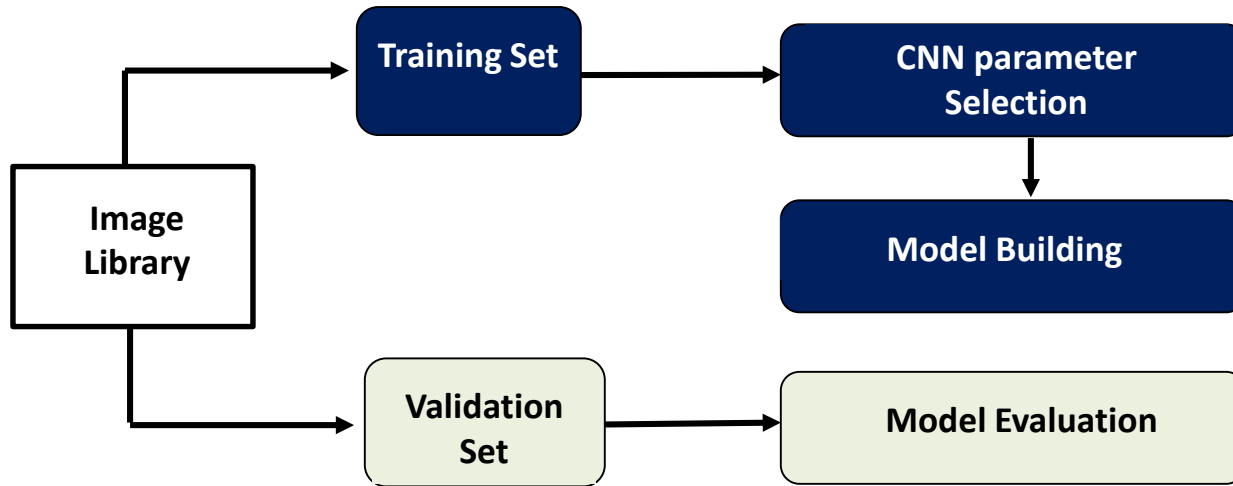 Training Set
CNN parameter
Selection
Image
Library
Model Building
Validation
Set
Model Evaluation